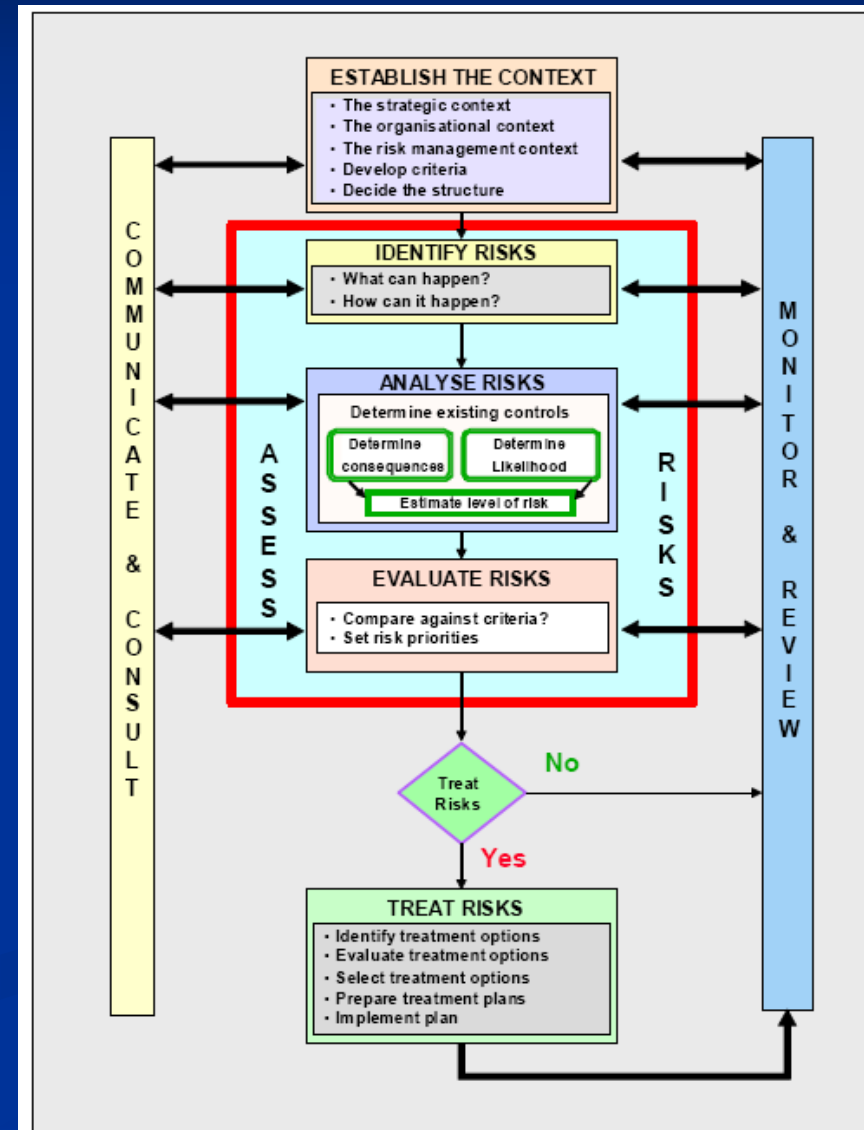 ESTABLISH THE CONTEXT
· The strategic context
· The organisational context
· The risk management context
· Develop criteria
· Decide the structure
COMMUNICATE & CONSULT
IDENTIFY RISKS
· What can happen?
· How can it happen?
MONITOR & REVIEW
ANALYSE RISKS
Determine existing controls
Determine
consequences
Determine
Likelihood
Estimate level of risk
ASSESS
RISKS
EVALUATE RISKS
· Compare against criteria?
· Set risk priorities
Treat
Risks
No
Yes
TREAT RISKS
· Identify treatment options
· Evaluate treatment options
· Select treatment options
· Prepare treatment plans
· Implement plan